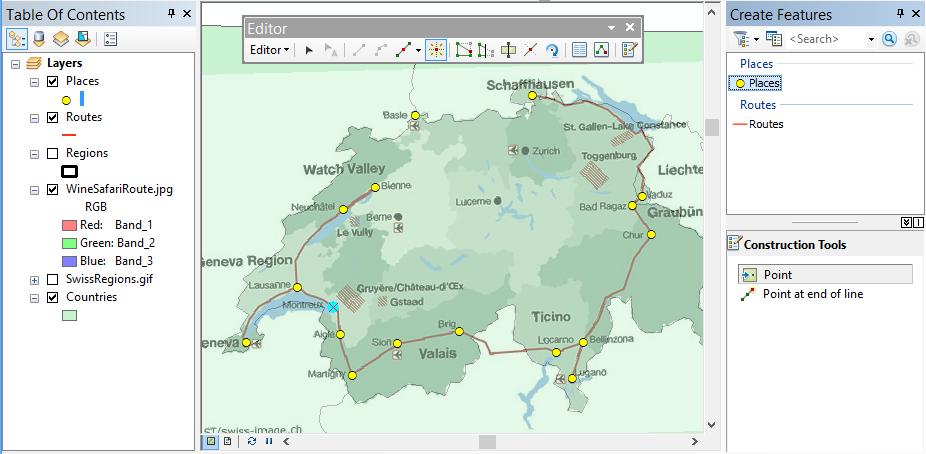 Table Of Contents
Layers
Places
Routes
Regions
WineSafariRoute.jpg
RGB
Red: Band_1
Green: Band_2
Blue: Band_3
SwissRegions.gif
Countries
Editor
Editor
Schaffhausen
Basle
St. Gallen-Lake Constance
Zurich
Toggenburg
Watch Valley
Liechte
Bienne
Vaduz
Neuchâtel
Berne
Lucerne
Bad Ragaz
Graubün
Le Vully
Chur
Geneva Region
Lausanne
Gruyère/Château-d'Œx
Montreux
Gstaad
Ticino
Brig
Aiglé
Sion
Locarno
Bellinzona
Geneva
Valais
Martigny
Lugano
ST/swiss-image.ch
Create Features
<Search>
Places
Places
Routes
Routes
Construction Tools
Point
Point at end of line